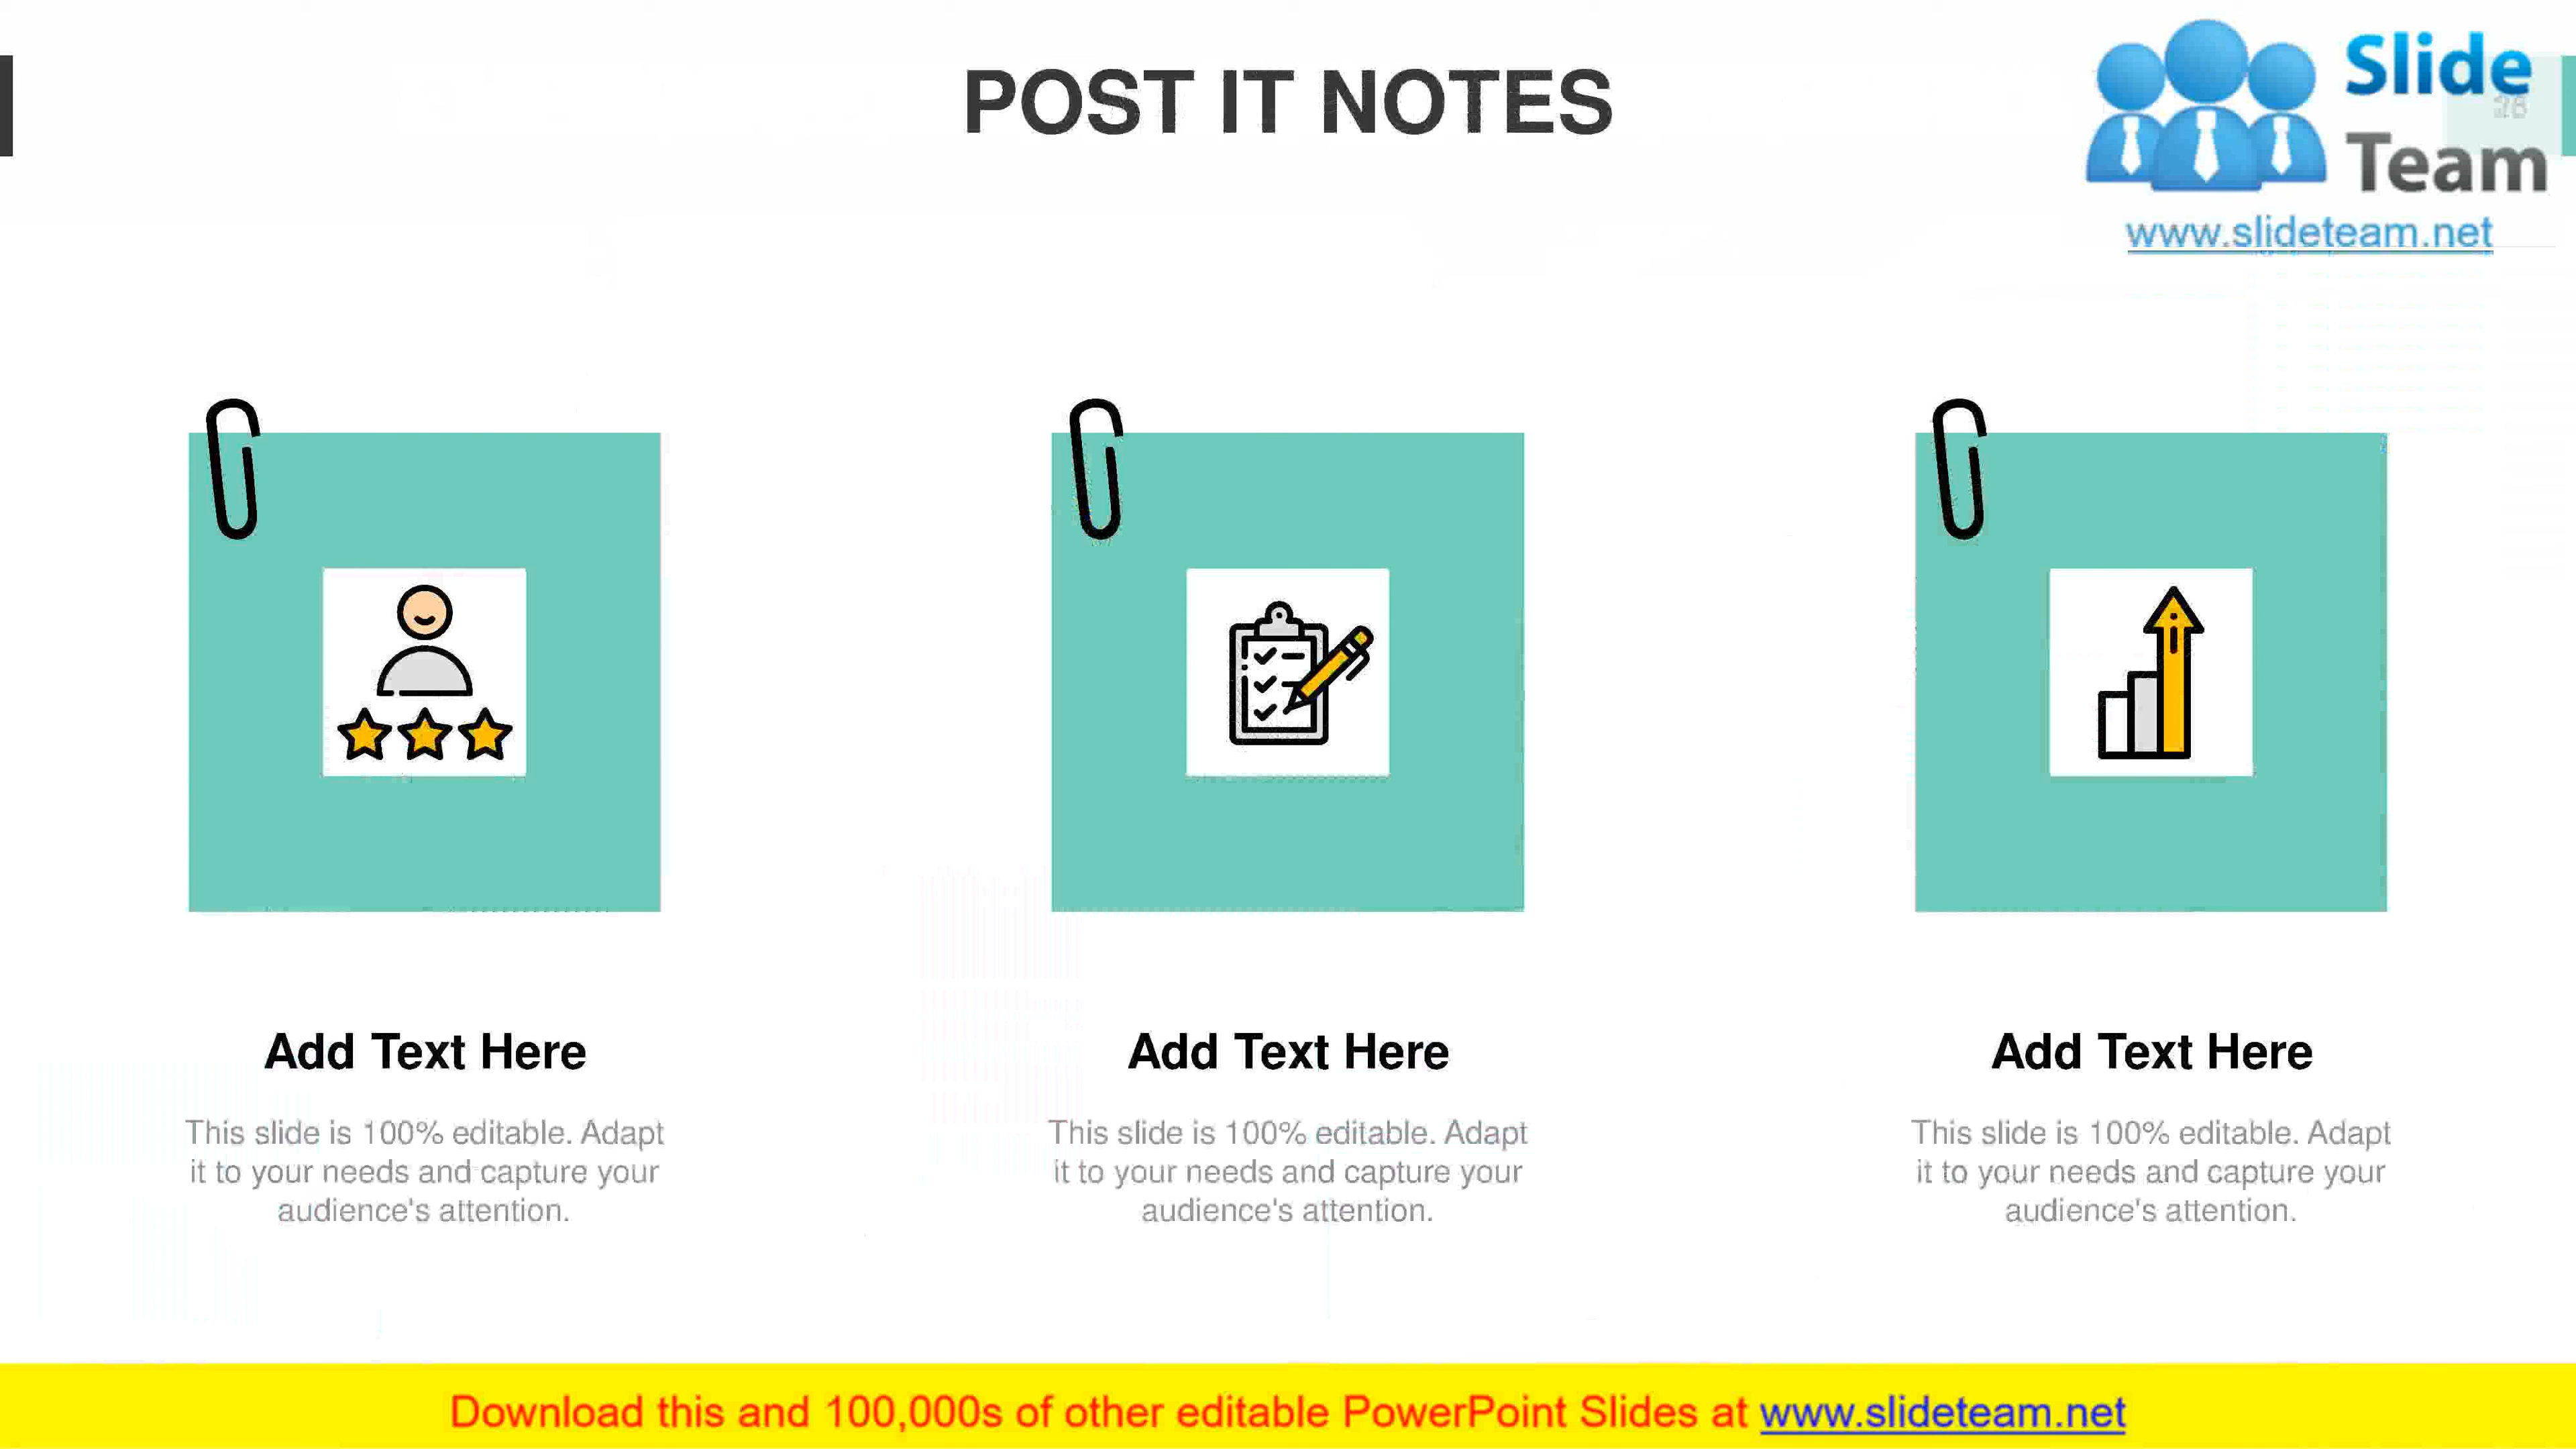 POST IT NOTES
Slide
Team
www.slideteam.net
Add Text Here
This slide is 100% editable. Adapt
it to your needs and capture your
audience's attention.
Add Text Here
This slide is 100% editable. Adapt
it to your needs and capture your
audience's attention.
Add Text Here
This slide is 100% editable. Adapt
it to your needs and capture your
audience's attention.
Download this and 100,000s of other editable PowerPoint Slides at www.slideteam.net